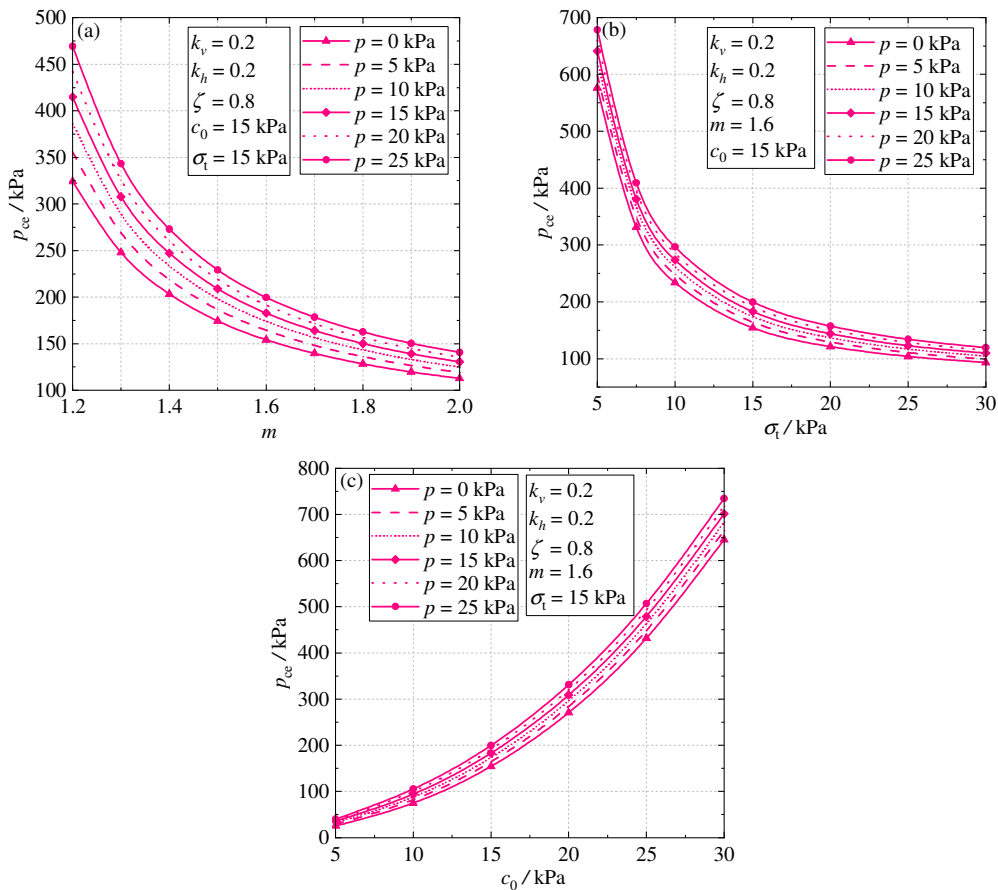 (a)
500
450
400
350
300
250
200
150
100
p_ce / kPa
k_v = 0.2
k_h = 0.2
ζ = 0.8
c_0 = 15 kPa
σ_t = 15 kPa
p = 0 kPa
p = 5 kPa
p = 10 kPa
p = 15 kPa
p = 20 kPa
p = 25 kPa
1.2 1.4 1.6 1.8 2.0
m
(b)
700
600
500
400
300
200
100
p_ce / kPa
k_v = 0.2
k_h = 0.2
ζ = 0.8
m = 1.6
c_0 = 15 kPa
p = 0 kPa
p = 5 kPa
p = 10 kPa
p = 15 kPa
p = 20 kPa
p = 25 kPa
5 10 15 20 25 30
σ_t / kPa
(c)
800
700
600
500
400
300
200
100
0
p_ce / kPa
p = 0 kPa
p = 5 kPa
p = 10 kPa
p = 15 kPa
p = 20 kPa
p = 25 kPa
k_v = 0.2
k_h = 0.2
ζ = 0.8
m = 1.6
σ_t = 15 kPa
5 10 15 20 25 30
c_0 / kPa